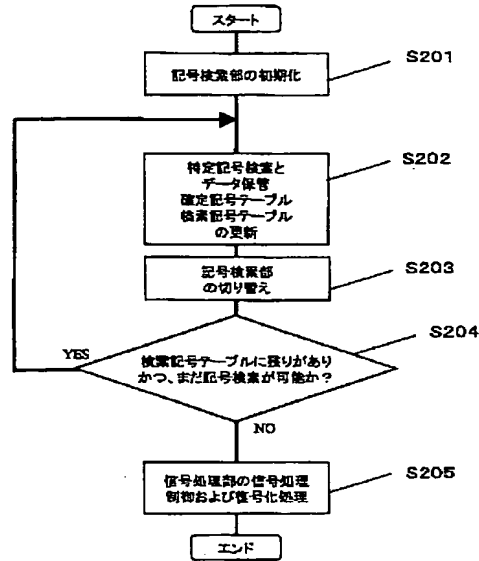 スタート
記号検索部の初期化
S201
特定記号検索と
データ保管
確定記号テーブル
検索記号テーブル
の更新
S202
記号検索部
の切り替え
S203
検索記号テーブルに残りがあり
かつ、まだ記号検索が可能か？
S204
YES
NO
信号処理部の信号処理
制御および復号化処理
S205
エンド